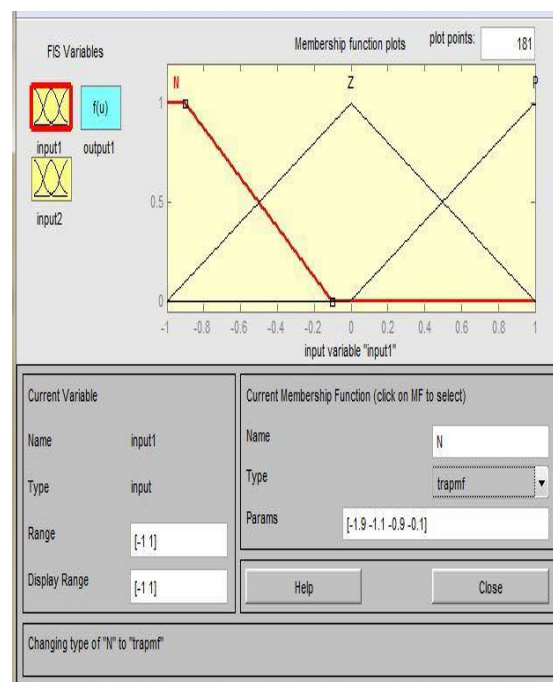 FIS Variables
Membership function plots
plot points:
181
f(u)
input1
output1
input2
N
Z
P
1
0.5
0
-1 -0.8 -0.6 -0.4 -0.2 0 0.2 0.4 0.6 0.8 1
input variable "input1"
Current Variable
Name input1
Type input
Range [-1 1]
Display Range [-1 1]
Current Membership Function (click on MF to select)
Name N
Type trapmf
Params [-1.9 -1.1 -0.9 -0.1]
Help
Close
Changing type of "N" to "trapmf"